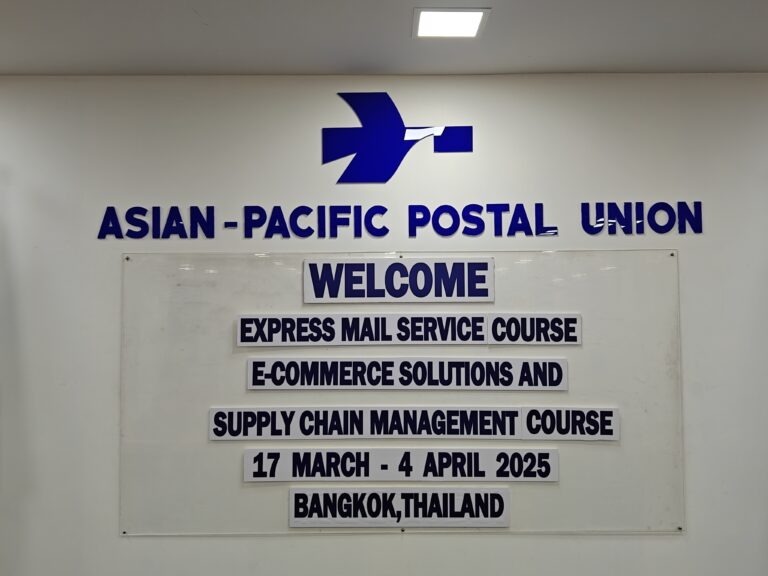 ASIAN-PACIFIC POSTAL UNION
WELCOME
EXPRESS MAIL SERVICE COURSE
E-COMMERCE SOLUTIONS AND
SUPPLY CHAIN MANAGEMENT COURSE
17 MARCH - 4 APRIL 2025
BANGKOK,THAILAND